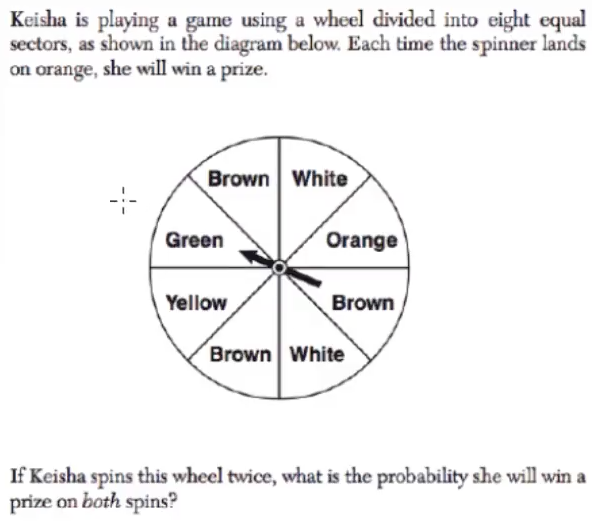 Keisha is playing a game using a wheel divided into eight equal
sectors, as shown in the diagram below. Each time the spinner lands
on orange, she will win a prize.
Brown White
Green Orange
Yellow Brown
Brown White
If Keisha spins this wheel twice, what is the probability she will win a
prize on both spins?